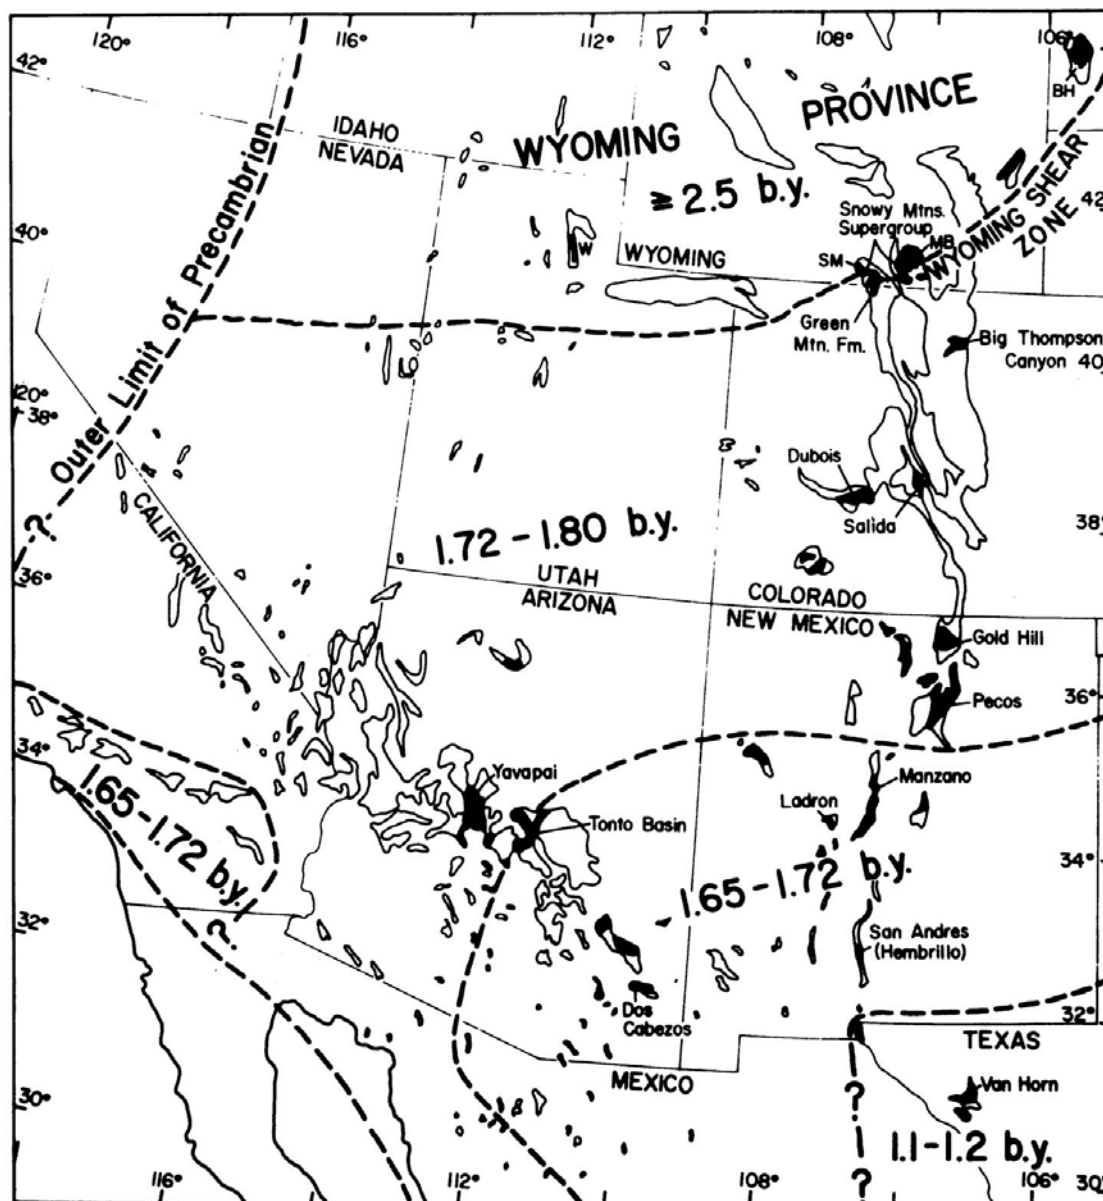 120°
116°
112°
108°
106°
42°
BH
IDAHO
NEVADA
WYOMING
PROVINCE
≥ 2.5 b.y.
Snowy Mtns.
Supergroup
MB
42
WYOMING SHEAR
ZONE
40°
W
WYOMING
SM
Green
Mtn. Fm.
Big Thompson
Canyon
40
Outer Limit of Precambrian
120°
38°
Dubois
Salida
?
CALIFORNIA
1.72 – 1.80 b.y.
38°
36°
UTAH
ARIZONA
COLORADO
NEW MEXICO
Gold Hill
Pecos
36°
34°
1.65–1.72 b.y.
?
Yavapai
Tonto Basin
Manzano
Ladron
34°
1.65 – 1.72 b.y.
32°
San Andres
(Hembrillo)
Dos
Cabezos
32°
TEXAS
MEXICO
Van Horn
30°
?
1.1–1.2 b.y.
?
116°
112°
108°
106°
30°